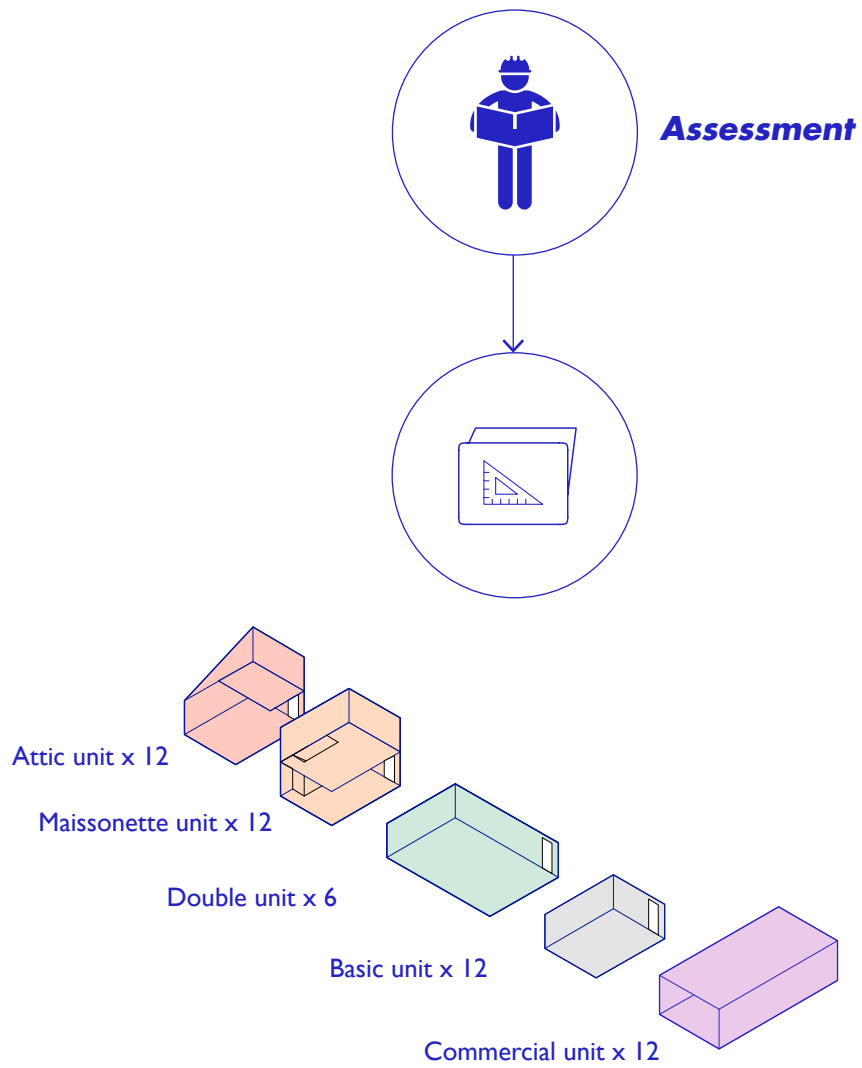 Assessment
Attic unit x 12
Maissonette unit x 12
Double unit x 6
Basic unit x 12
Commercial unit x 12